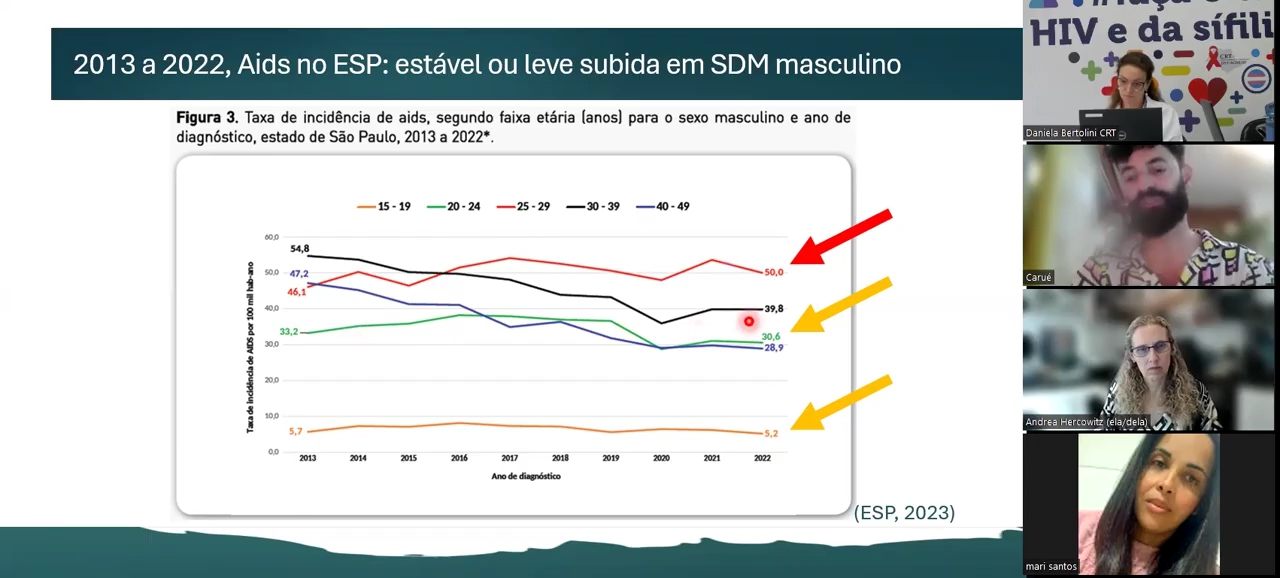 2013 a 2022, Aids no ESP: estável ou leve subida em SDM masculino
Figura 3. Taxa de incidência de aids, segundo faixa etária (anos) para o sexo masculino e ano de
diagnóstico, estado de São Paulo, 2013 a 2022*.
15 - 19 20 - 24 25 - 29 30 - 39 40 - 49
Taxa de incidência de AIDS por 100 mil hab-ano
60,0
50,0
40,0
30,0
20,0
10,0
0,0
54,8
47,2
46,1
33,2
5,7
50,0
39,8
30,6
28,9
5,2
2013 2014 2015 2016 2017 2018 2019 2020 2021 2022
Ano de diagnóstico
(ESP, 2023)
HIV e da sífili
Daniela Bertolini CRT
Carué
Andrea Hercowitz (ela/dela)
mari santos